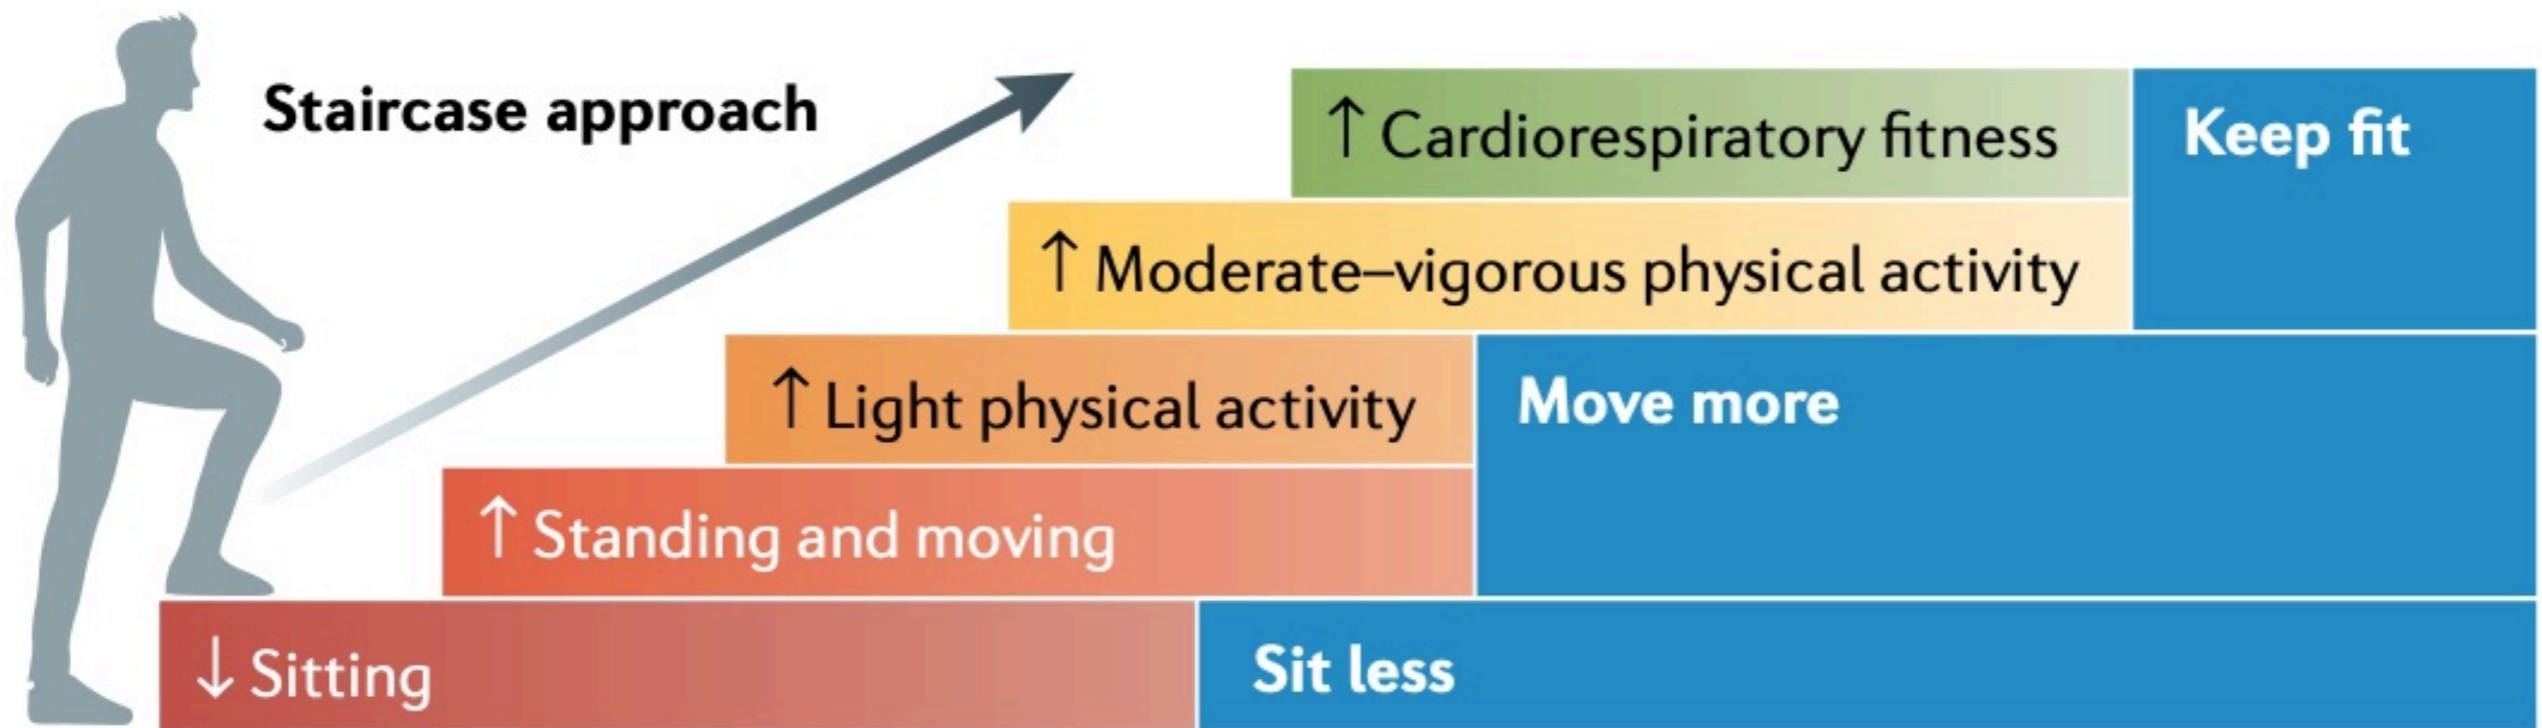 Staircase approach
↑ Cardiorespiratory fitness
Keep fit
↑ Moderate–vigorous physical activity
↑ Light physical activity
Move more
↑ Standing and moving
↓ Sitting
Sit less